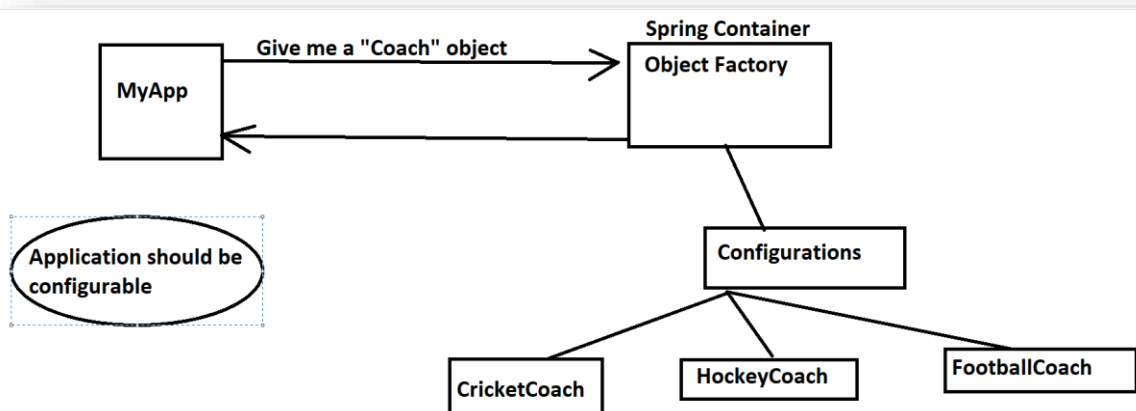 Spring Container
Give me a "Coach" object
Object Factory
MyApp
Application should be
configurable
Configurations
CricketCoach
HockeyCoach
FootballCoach